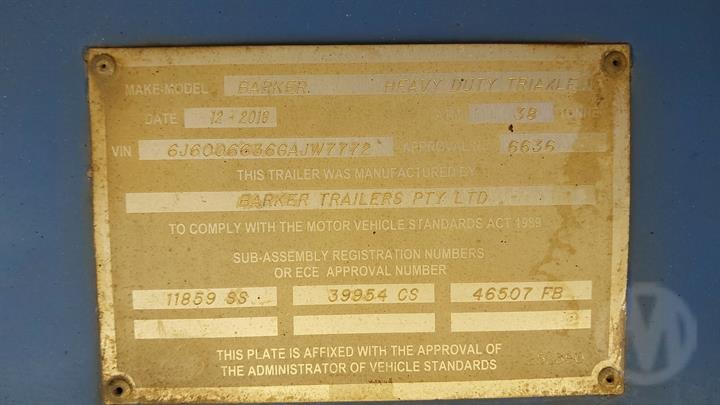 MAKE-MODEL BARKER HEAVY DUTY TRIAXLE
DATE 12-2018 38
VIN APPROVAL No. 6636
THIS TRAILER WAS MANUFACTURED BY
BARKER TRAILERS PTY LTD
TO COMPLY WITH THE MOTOR VEHICLE STANDARDS ACT 1989
SUB-ASSEMBLY REGISTRATION NUMBERS
OR ECE APPROVAL NUMBER
11859 SS 39954 CS 46507 FB
THIS PLATE IS AFFIXED WITH THE APPROVAL OF
THE ADMINISTRATOR OF VEHICLE STANDARDS